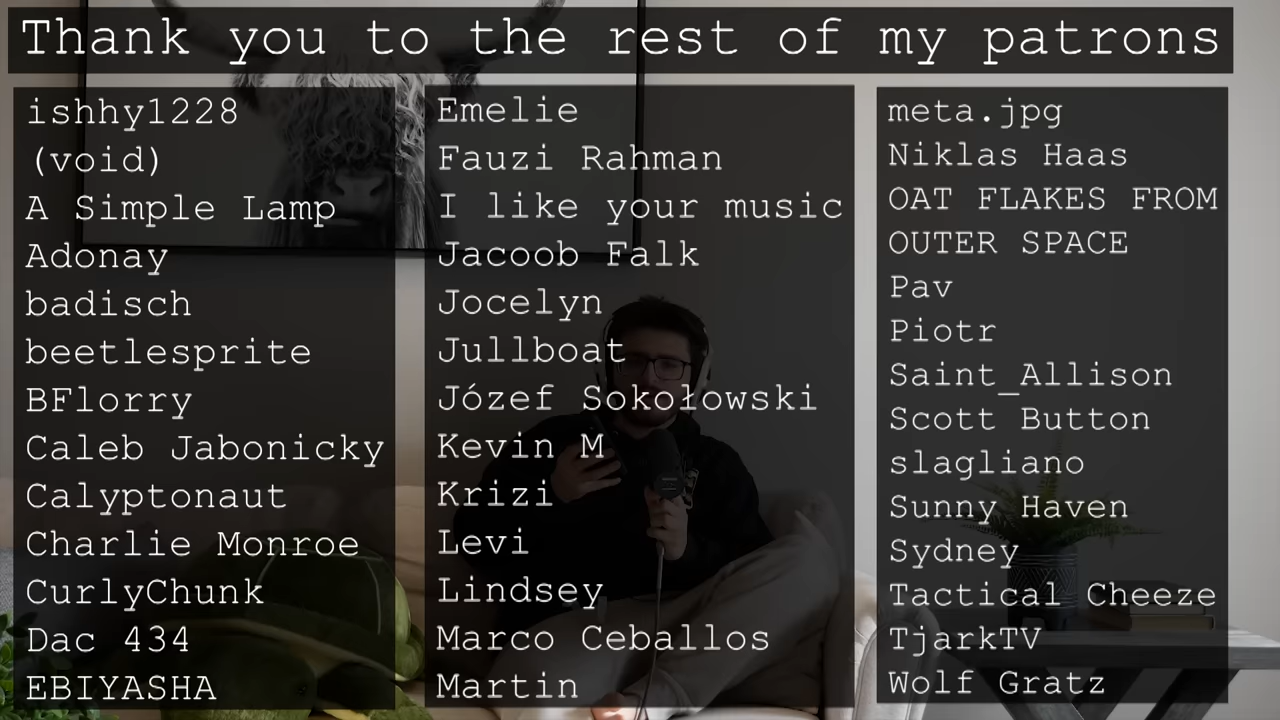 Thank you to the rest of my patrons
ishhy1228
(void)
A Simple Lamp
Adonay
badisch
beetlesprite
BFlorry
Caleb Jabonicky
Calyptonaut
Charlie Monroe
CurlyChunk
Dac 434
EBIYASHA
Emelie
Fauzi Rahman
I like your music
Jacoob Falk
Jocelyn
Jullboat
Józef Sokołowski
Kevin M
Krizi
Levi
Lindsey
Marco Ceballos
Martin
meta.jpg
Niklas Haas
OAT FLAKES FROM
OUTER SPACE
Pav
Piotr
Saint_Allison
Scott Button
slagliano
Sunny Haven
Sydney
Tactical Cheeze
TjarkTV
Wolf Gratz